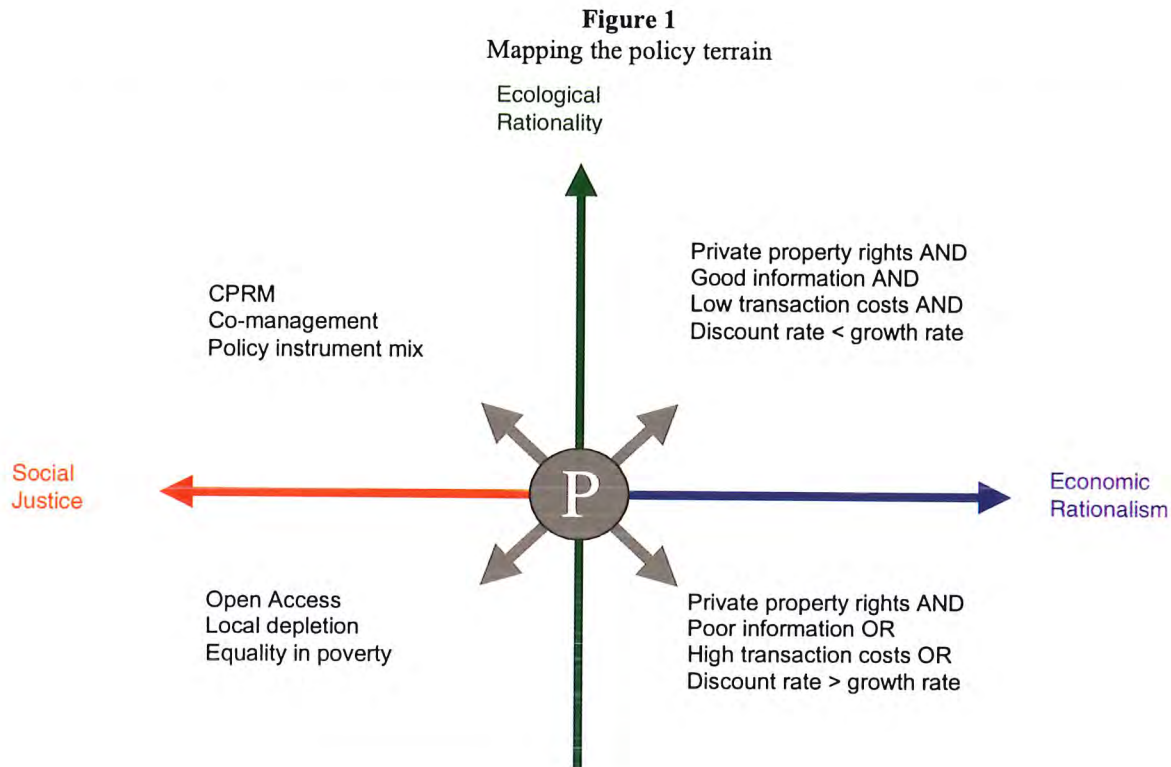 Figure 1
Mapping the policy terrain
Ecological
Rationality
Private property rights AND
Good information AND
Low transaction costs AND
Discount rate < growth rate
CPRM
Co-management
Policy instrument mix
Social
Justice
P
Economic
Rationalism
Open Access
Local depletion
Equality in poverty
Private property rights AND
Poor information OR
High transaction costs OR
Discount rate > growth rate